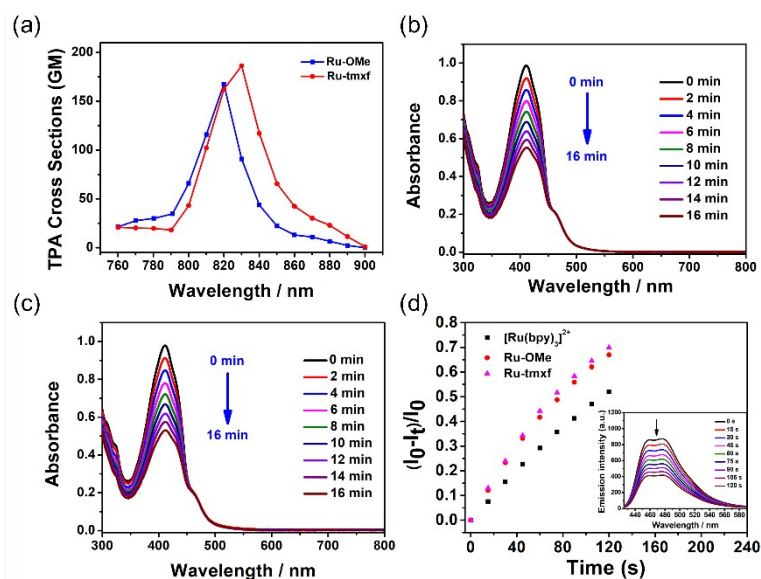 (a)
TPA Cross Sections (GM)
200
150
100
50
0
760 780 800 820 840 860 880 900
Wavelength / nm
Ru-OMe
Ru-tmxf
(b)
Absorbance
1.0
0.8
0.6
0.4
0.2
0.0
300 400 500 600 700 800
Wavelength / nm
0 min
16 min
0 min
2 min
4 min
6 min
8 min
10 min
12 min
14 min
16 min
(c)
Absorbance
1.0
0.8
0.6
0.4
0.2
0.0
300 400 500 600 700 800
Wavelength / nm
0 min
16 min
0 min
2 min
4 min
6 min
8 min
10 min
12 min
14 min
16 min
(d)
(I0-It)/I0
0.8
0.7
0.6
0.5
0.4
0.3
0.2
0.1
0.0
0 40 80 120 160 200 240
Time (s)
[Ru(bpy)3]2+
Ru-OMe
Ru-tmxf
Emission intensity (a.u.)
1200
1000
800
600
400
200
0
440 460 480 500 520 540 560 580
Wavelength / nm
0 s
15 s
30 s
45 s
60 s
75 s
90 s
105 s
120 s